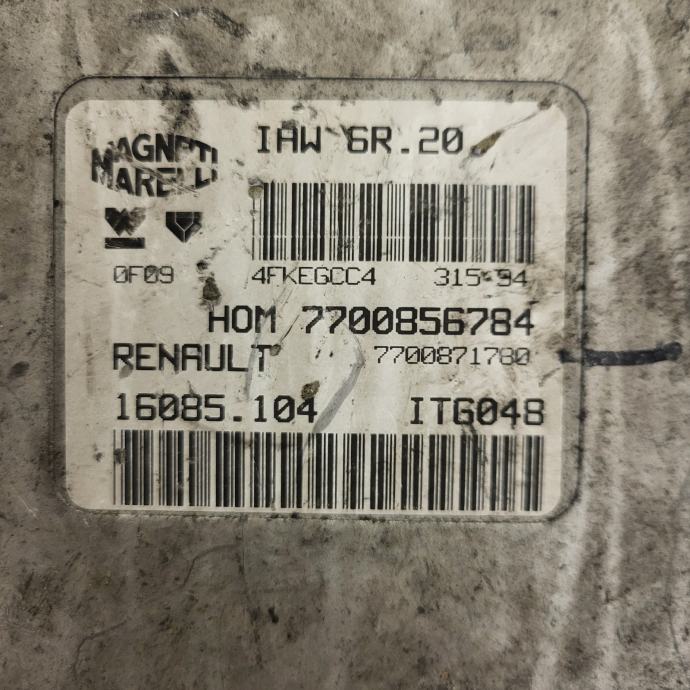 MAGNETI
MARELLI
IAW 6R.20
0F09 4FKEGCC4 315-94
HOM 7700856784
RENAULT 7700871780
16085.104 ITG048